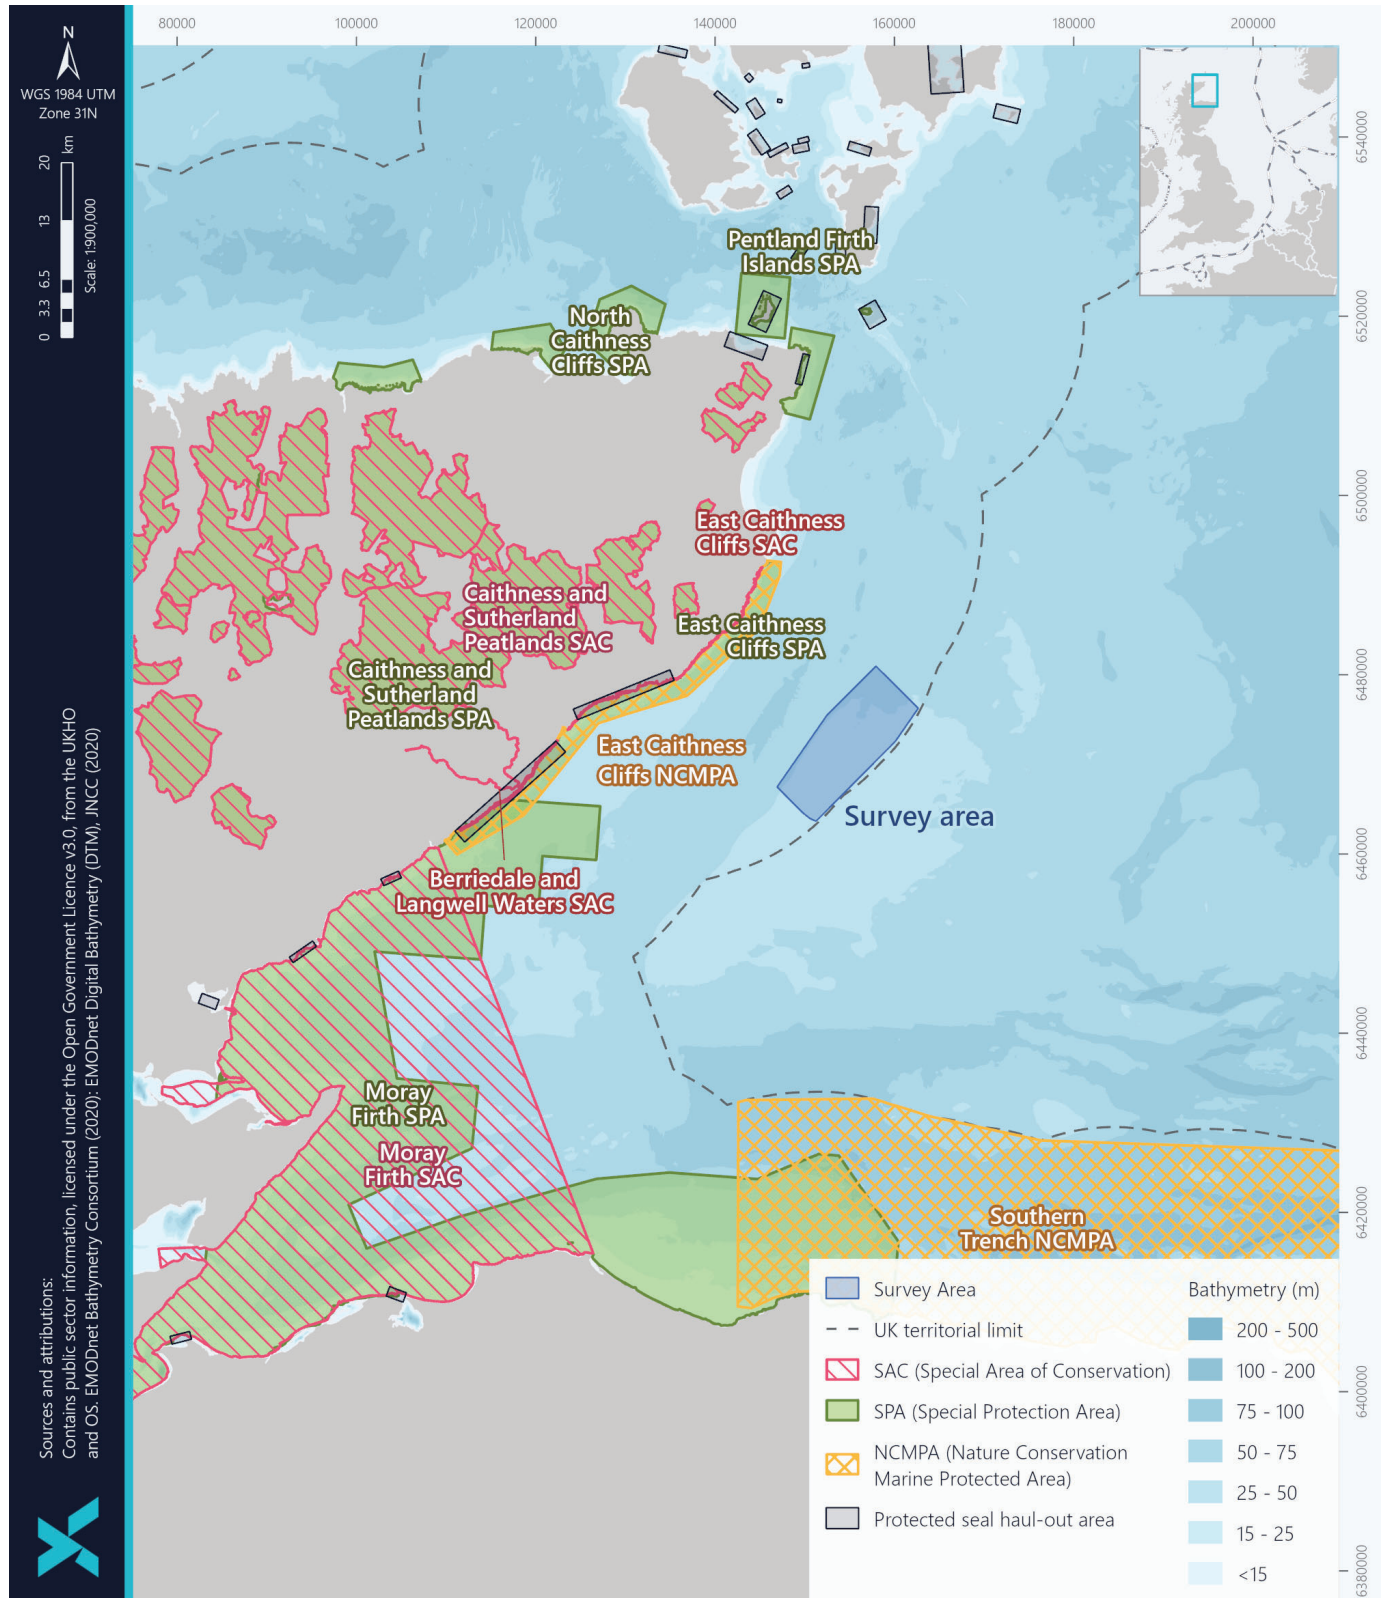 80000
100000
120000
140000
160000
180000
200000
N
WGS 1984 UTM
Zone 31N
0 3.3 6.5 13 20 km
Scale: 1:900,000
6540000
6520000
6500000
6480000
6460000
6440000
6420000
6400000
6380000
Pentland Firth
Islands SPA
North
Caithness
Cliffs SPA
East Caithness
Cliffs SAC
Caithness and
Sutherland
Peatlands SAC
East Caithness
Cliffs SPA
Caithness and
Sutherland
Peatlands SPA
East Caithness
Cliffs NCMPA
Survey area
Berriedale and
Langwell Waters SAC
Moray
Firth SPA
Moray
Firth SAC
Southern
Trench NCMPA
Survey Area
UK territorial limit
SAC (Special Area of Conservation)
SPA (Special Protection Area)
NCMPA (Nature Conservation
Marine Protected Area)
Protected seal haul-out area
Bathymetry (m)
200 - 500
100 - 200
75 - 100
50 - 75
25 - 50
15 - 25
<15
Sources and attributions:
Contains public sector information, licensed under the Open Government Licence v3.0, from the UKHO
and OS. EMODnet Bathymetry Consortium (2020): EMODnet Digital Bathymetry (DTM), JNCC (2020)